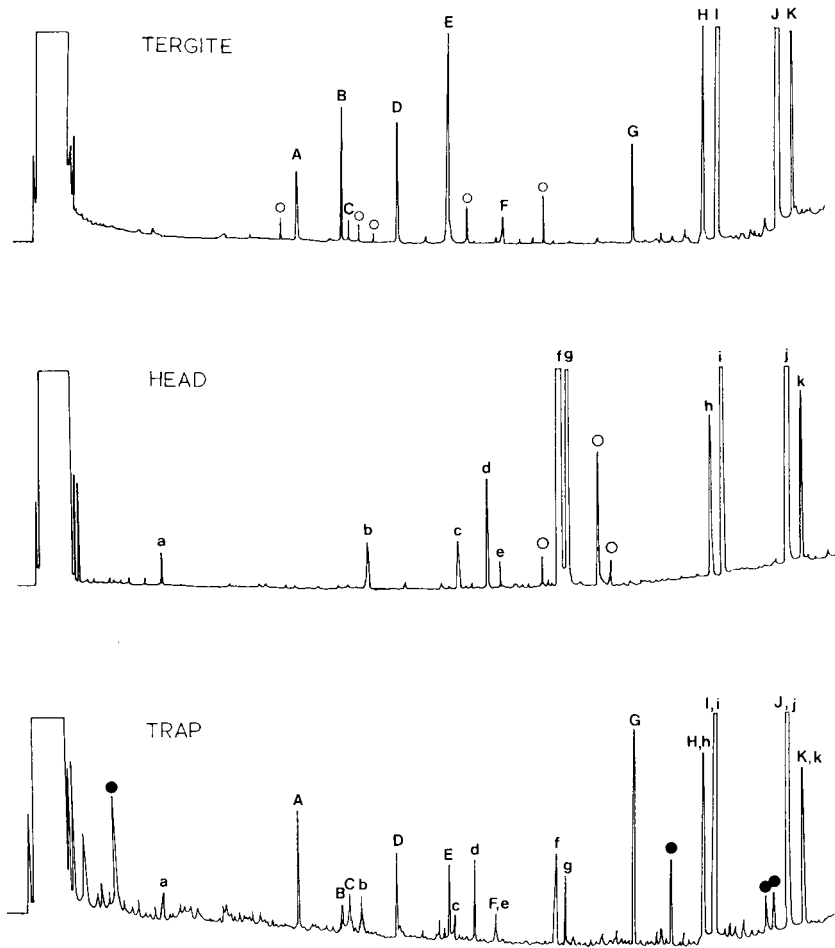 TERGITE
A B C D E F G H I J K
HEAD
a b c d e f g h i j k
TRAP
a A B C b D E c d F,e f g G H,h I,i J,j K,k